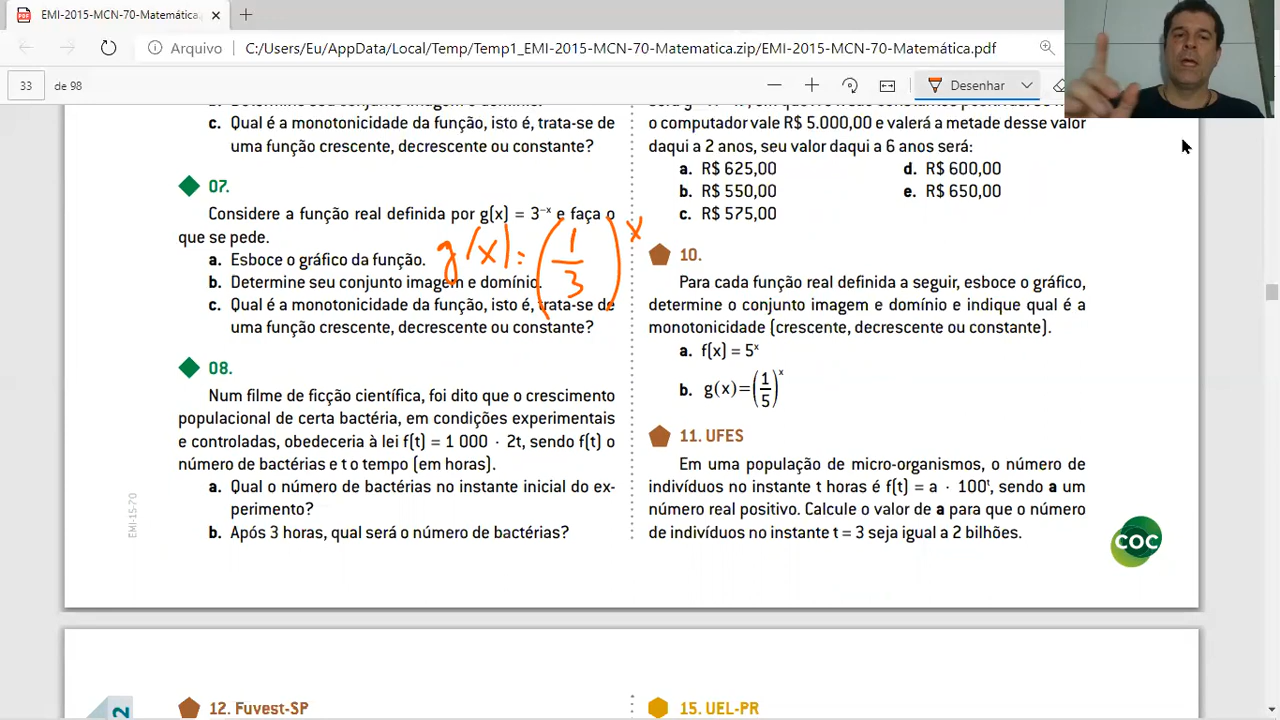 EMI-2015-MCN-70-Matemática.
Arquivo
C:/Users/Eu/AppData/Local/Temp/Temp1_EMI-2015-MCN-70-Matematica.zip/EMI-2015-MCN-70-Matemática.pdf
33 de 98
Desenhar
c. Qual é a monotonicidade da função, isto é, trata-se de
uma função crescente, decrescente ou constante?
07.
Considere a função real definida por g(x) = 3⁻ˣ e faça o
que se pede.
a. Esboce o gráfico da função.
b. Determine seu conjunto imagem e domínio.
c. Qual é a monotonicidade da função, isto é, trata-se de
uma função crescente, decrescente ou constante?
g(x) = (1/3)ˣ
08.
Num filme de ficção científica, foi dito que o crescimento
populacional de certa bactéria, em condições experimentais
e controladas, obedeceria à lei f(t) = 1 000 · 2t, sendo f(t) o
número de bactérias e t o tempo (em horas).
a. Qual o número de bactérias no instante inicial do ex-
perimento?
b. Após 3 horas, qual será o número de bactérias?
EMI-15-70
o computador vale R$ 5.000,00 e valerá a metade desse valor
daqui a 2 anos, seu valor daqui a 6 anos será:
a. R$ 625,00
b. R$ 550,00
c. R$ 575,00
d. R$ 600,00
e. R$ 650,00
10.
Para cada função real definida a seguir, esboce o gráfico,
determine o conjunto imagem e domínio e indique qual é a
monotonicidade (crescente, decrescente ou constante).
a. f(x) = 5ˣ
b. g(x)=(1/5)ˣ
11. UFES
Em uma população de micro-organismos, o número de
indivíduos no instante t horas é f(t) = a · 100ᵗ, sendo a um
número real positivo. Calcule o valor de a para que o número
de indivíduos no instante t = 3 seja igual a 2 bilhões.
COC
2
12. Fuvest-SP
15. UEL-PR